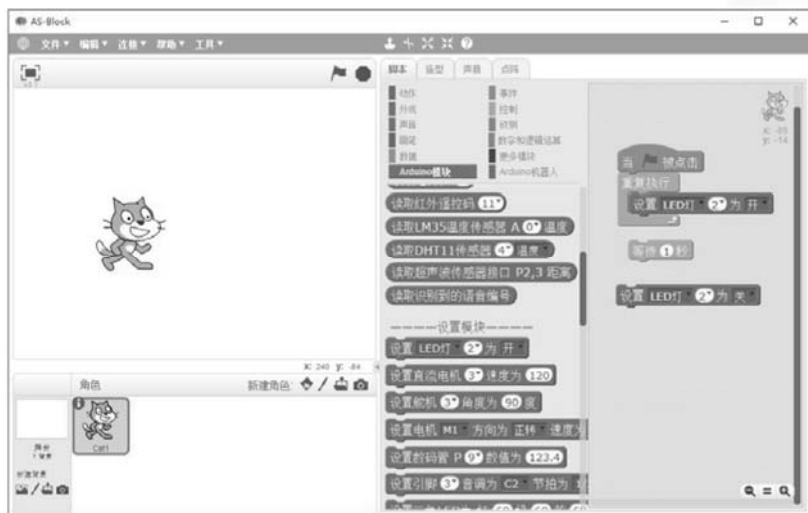 AS-Block
文件 编辑 连接 帮助 工具
脚本 造型 声音
动作 事件
外观 控制
声音 侦测
画笔 数字和逻辑运算
数据 更多模块
Arduino模块 Arduino机器人
读取红外遥控码 11
读取LM35温度传感器 A 0 温度
读取DHT11传感器 4 温度
读取超声波传感器接口 P2,3 距离
读取识别到的语音编号
————设置模块————
设置 LED灯 2 为 开
设置直流电机 3 速度为 120
设置舵机 3 角度为 90 度
设置电机 M1 方向为 正转 速度为
设置数码管 P 9 数值为 123.4
设置引脚 3 音调为 C2 节拍为
当 被点击
重复执行
设置 LED灯 2 为 开
等待 1 秒
设置 LED灯 2 为 关
X: 240 y: -84
角色 新建角色:
舞台
1 背景
新建背景
Cat1